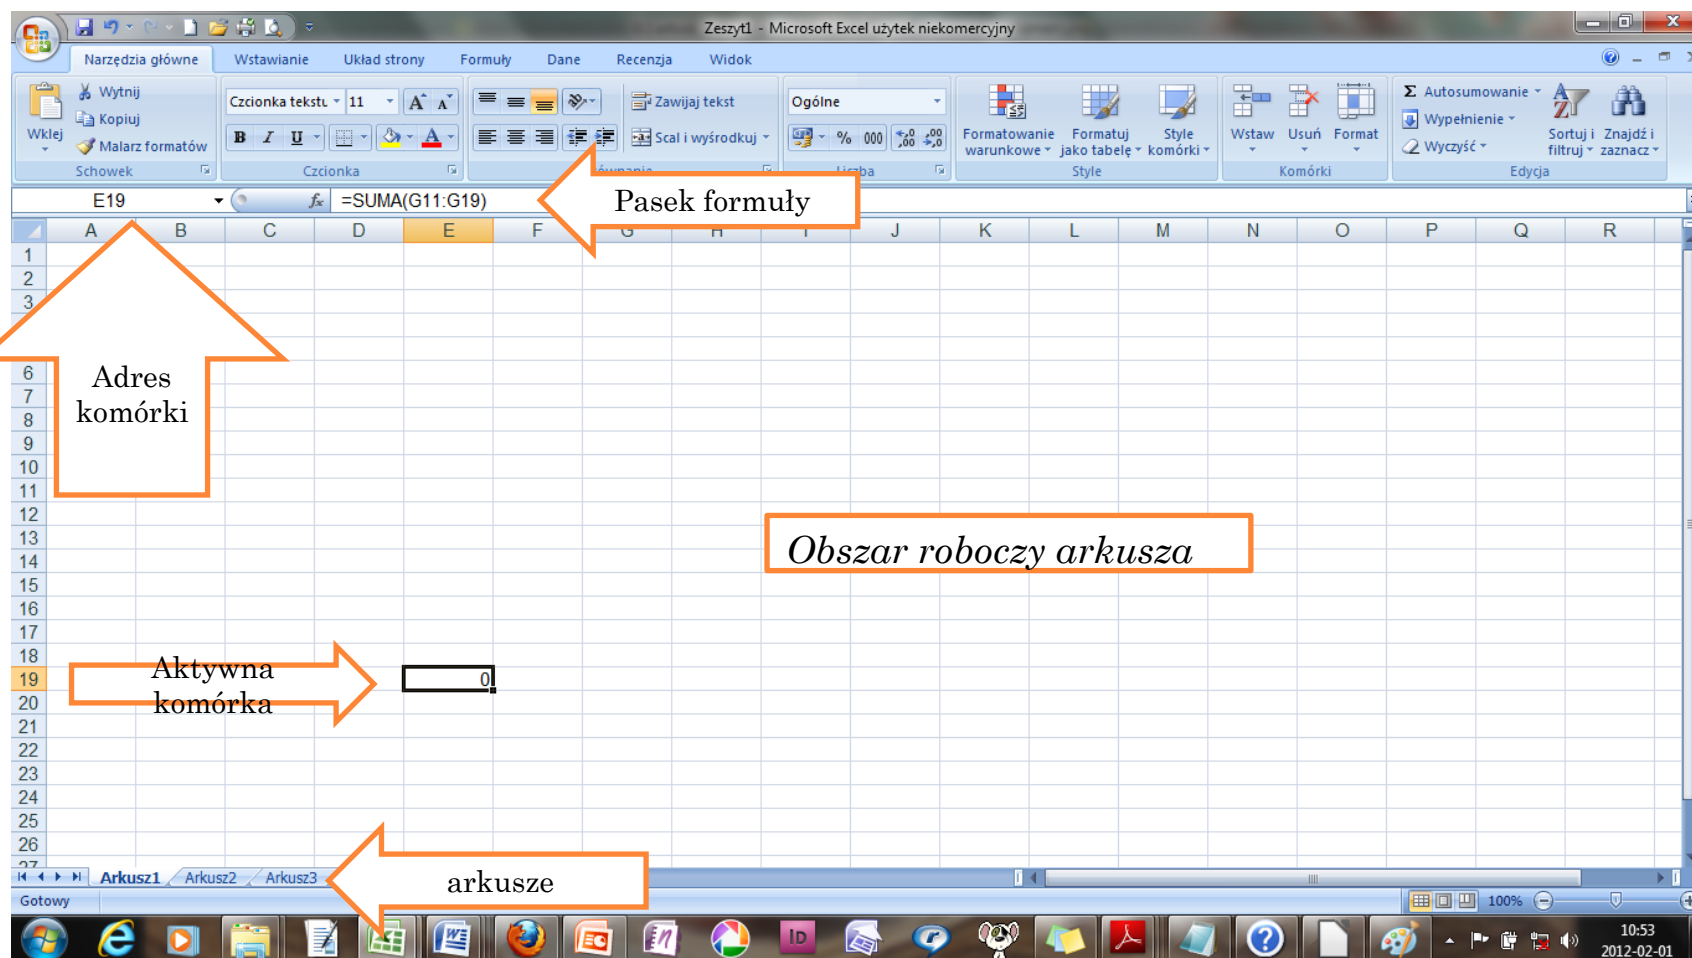 Zeszyt1 - Microsoft Excel użytek niekomercyjny
Narzędzia główne Wstawianie Układ strony Formuły Dane Recenzja Widok
Wklej
Wytnij
Kopiuj
Malarz formatów
Schowek
Czcionka tekstu 11
B I U
Czcionka
Zawijaj tekst
Scal i wyśrodkuj
Ogólne
% 000
Formatowanie warunkowe
Formatuj jako tabelę
Style komórki
Style
Wstaw Usuń Format
Komórki
Σ Autosumowanie
Wypełnienie
Wyczyść
Sortuj i filtruj
Znajdź i zaznacz
Edycja
E19 fx =SUMA(G11:G19)
Pasek formuły
A B C D E F G H I J K L M N O P Q R
1
2
3
6
7
8
9
10
11
12
13
14
15
16
17
18
19
20
21
22
23
24
25
26
27
Adres
komórki
Obszar roboczy arkusza
Aktywna
komórka
0
Arkusz1 Arkusz2 Arkusz3
arkusze
Gotowy
100%
10:53
2012-02-01